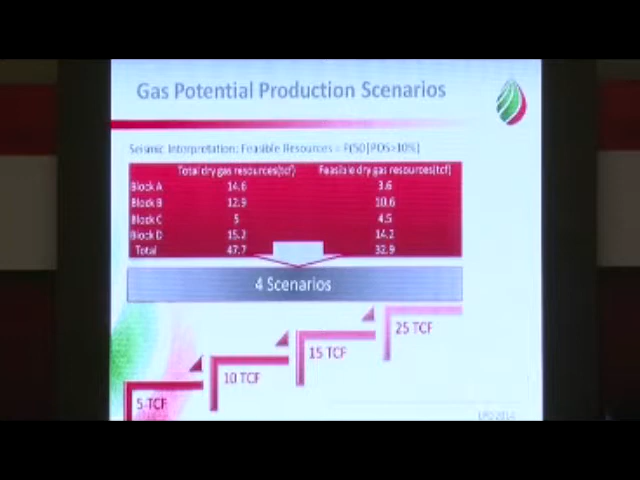 Gas Potential Production Scenarios
Seismic Interpretation: Feasible Resources = P(50|POS>10%]
Total dry gas resources(tcf) Feasible dry gas resources(tcf)
Block A 14.6 3.6
Block B 12.9 10.6
Block C 5 4.5
Block D 15.2 14.2
Total 47.7 32.9
4 Scenarios
25 TCF
15 TCF
10 TCF
5-TCF